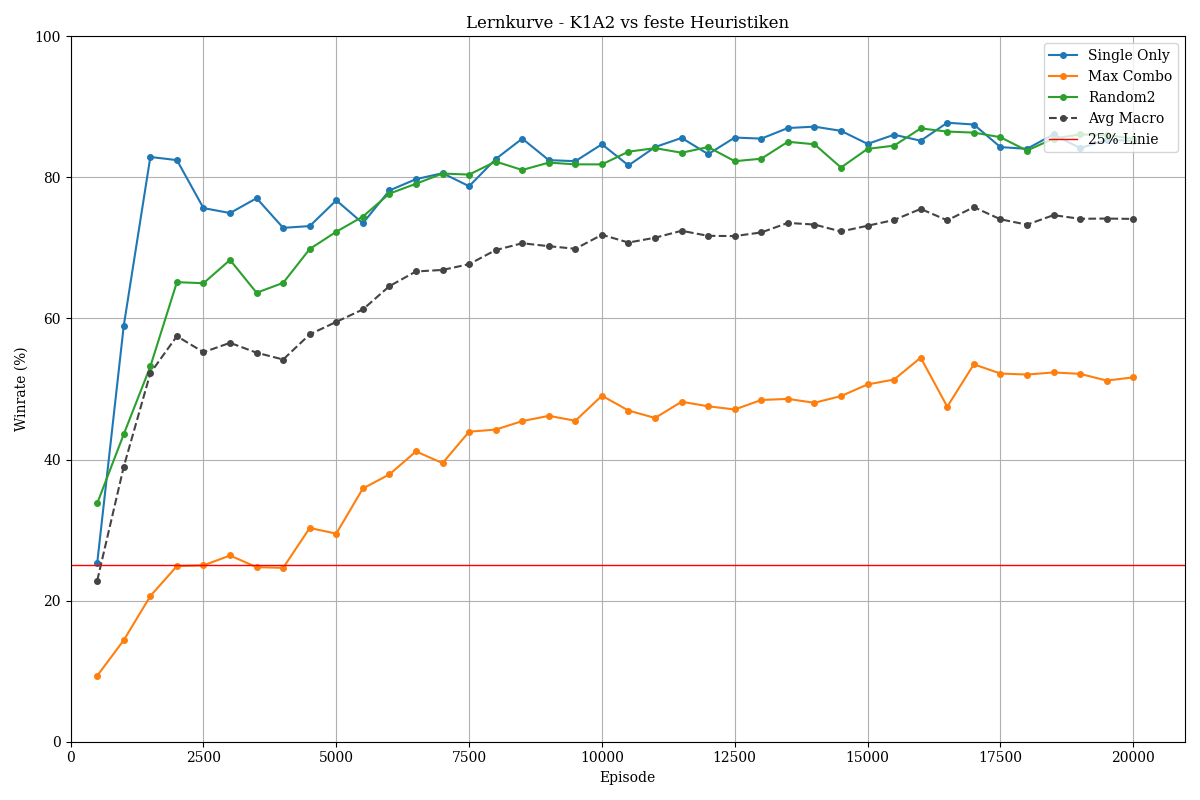 Lernkurve - K1A2 vs feste Heuristiken
Winrate (%)
100
80
60
40
20
0
Single Only
Max Combo
Random2
Avg Macro
25% Linie
0 2500 5000 7500 10000 12500 15000 17500 20000
Episode